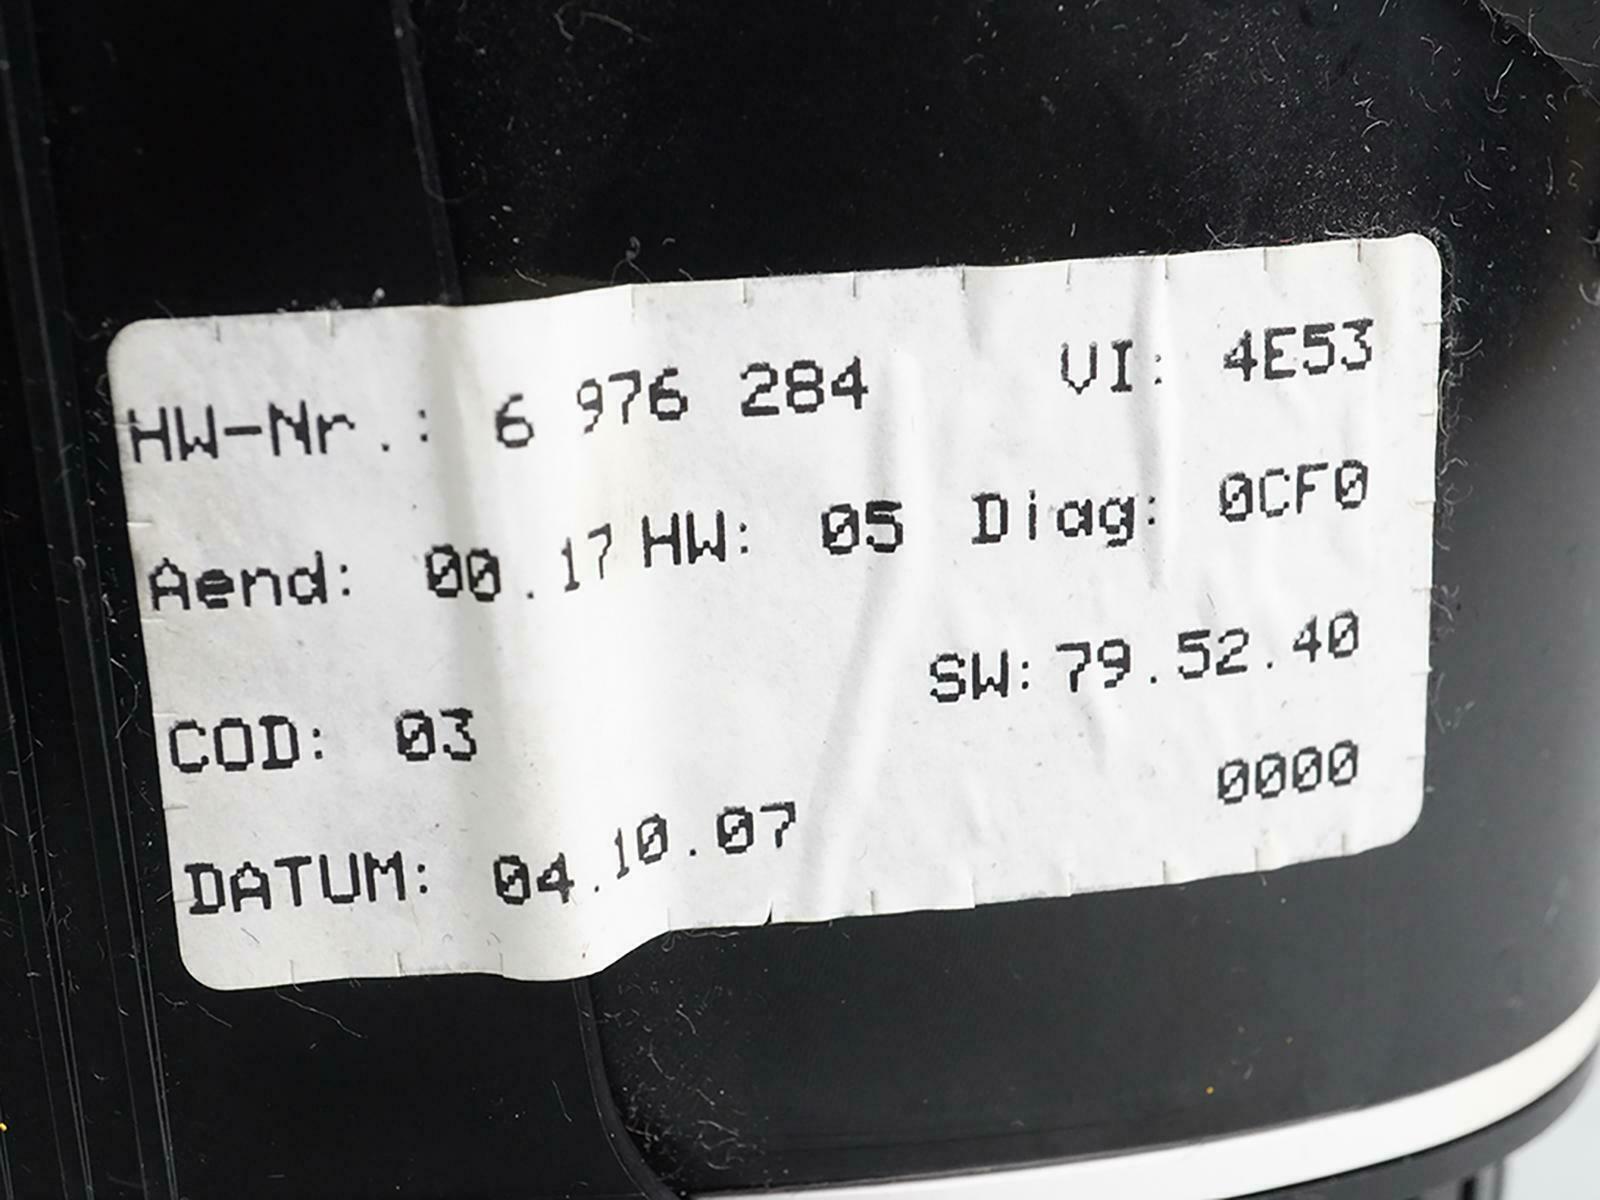 HW-Nr.: 6 976 284 VI: 4E53
Aend: 00.17 HW: 05 Diag: 0CF0
COD: 03 SW: 79.52.40
DATUM: 04.10.07 0000